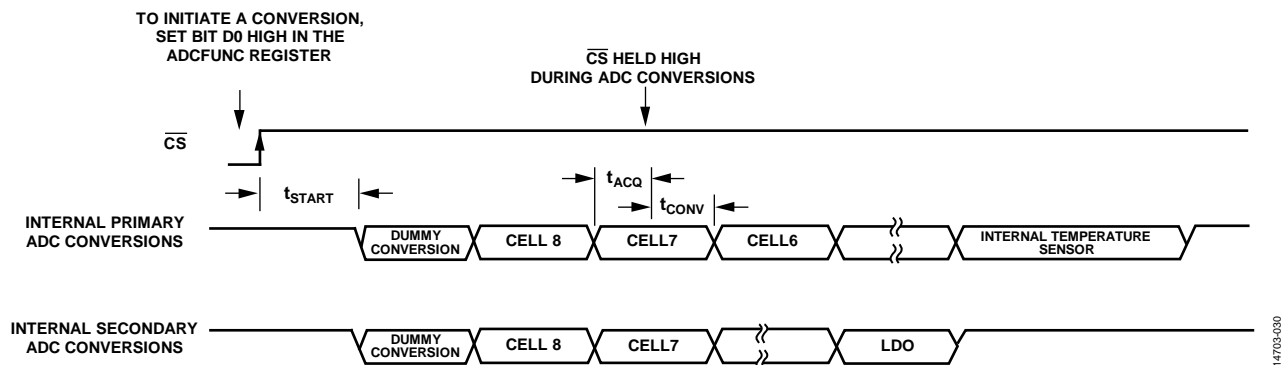 TO INITIATE A CONVERSION,
SET BIT D0 HIGH IN THE
ADCFUNC REGISTER
CS HELD HIGH
DURING ADC CONVERSIONS
CS
tSTART
tACQ
tCONV
INTERNAL PRIMARY
ADC CONVERSIONS
DUMMY
CONVERSION
CELL 8
CELL7
CELL6
INTERNAL TEMPERATURE
SENSOR
INTERNAL SECONDARY
ADC CONVERSIONS
DUMMY
CONVERSION
CELL 8
CELL7
LDO
14703-030